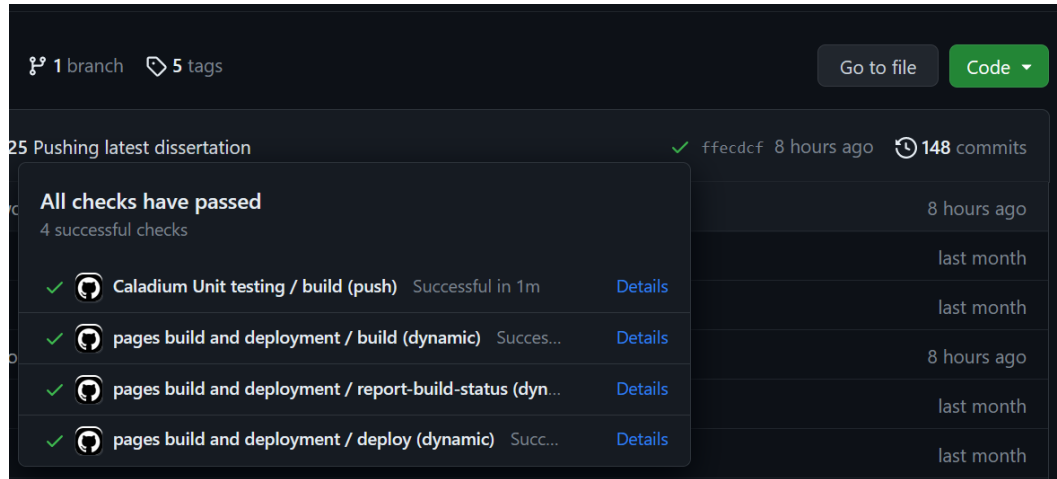 1 branch 5 tags Go to file Code
25 Pushing latest dissertation ffecdcf 8 hours ago 148 commits
All checks have passed
8 hours ago
4 successful checks
last month
Caladium Unit testing / build (push) Successful in 1m Details
last month
pages build and deployment / build (dynamic) Succes... Details
8 hours ago
pages build and deployment / report-build-status (dyn... Details
last month
pages build and deployment / deploy (dynamic) Succ... Details
last month